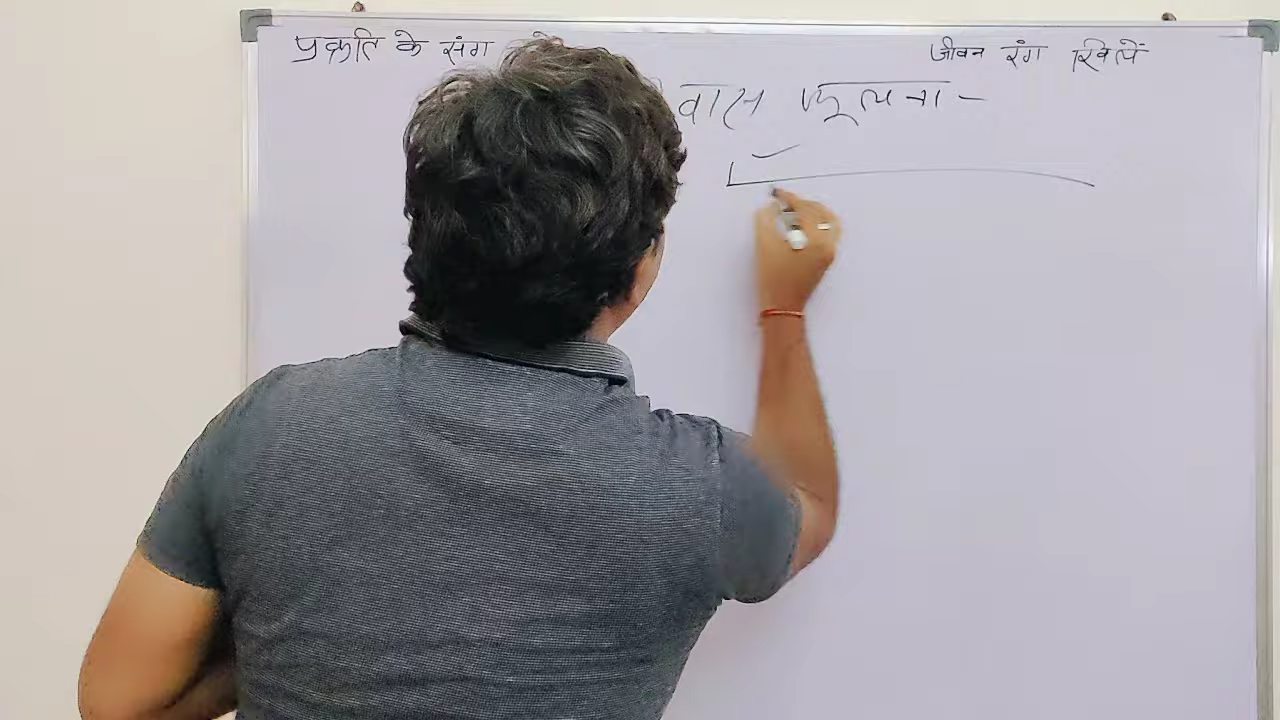 प्रकृति के संग जीवन रंग खिलें
वास फूलना -